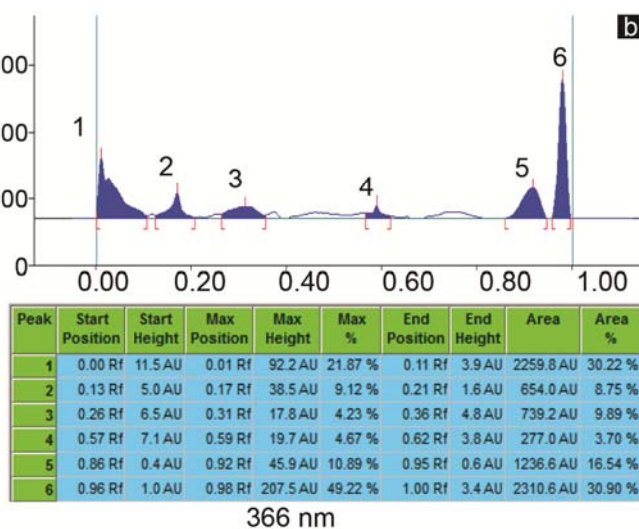 b
6
1
2
3
4
5
00
00
00
0
0.00 0.20 0.40 0.60 0.80 1.00
Peak Start Position Start Height Max Position Max Height Max % End Position End Height Area Area %
1 0.00 Rf 11.5 AU 0.01 Rf 92.2 AU 21.87 % 0.11 Rf 3.9 AU 2259.8 AU 30.22 %
2 0.13 Rf 5.0 AU 0.17 Rf 38.5 AU 9.12 % 0.21 Rf 1.6 AU 654.0 AU 8.75 %
3 0.26 Rf 6.5 AU 0.31 Rf 17.8 AU 4.23 % 0.36 Rf 4.8 AU 739.2 AU 9.89 %
4 0.57 Rf 7.1 AU 0.59 Rf 19.7 AU 4.67 % 0.62 Rf 3.8 AU 277.0 AU 3.70 %
5 0.86 Rf 0.4 AU 0.92 Rf 45.9 AU 10.89 % 0.95 Rf 0.6 AU 1236.6 AU 16.54 %
6 0.96 Rf 1.0 AU 0.98 Rf 207.5 AU 49.22 % 1.00 Rf 3.4 AU 2310.6 AU 30.90 %
366 nm